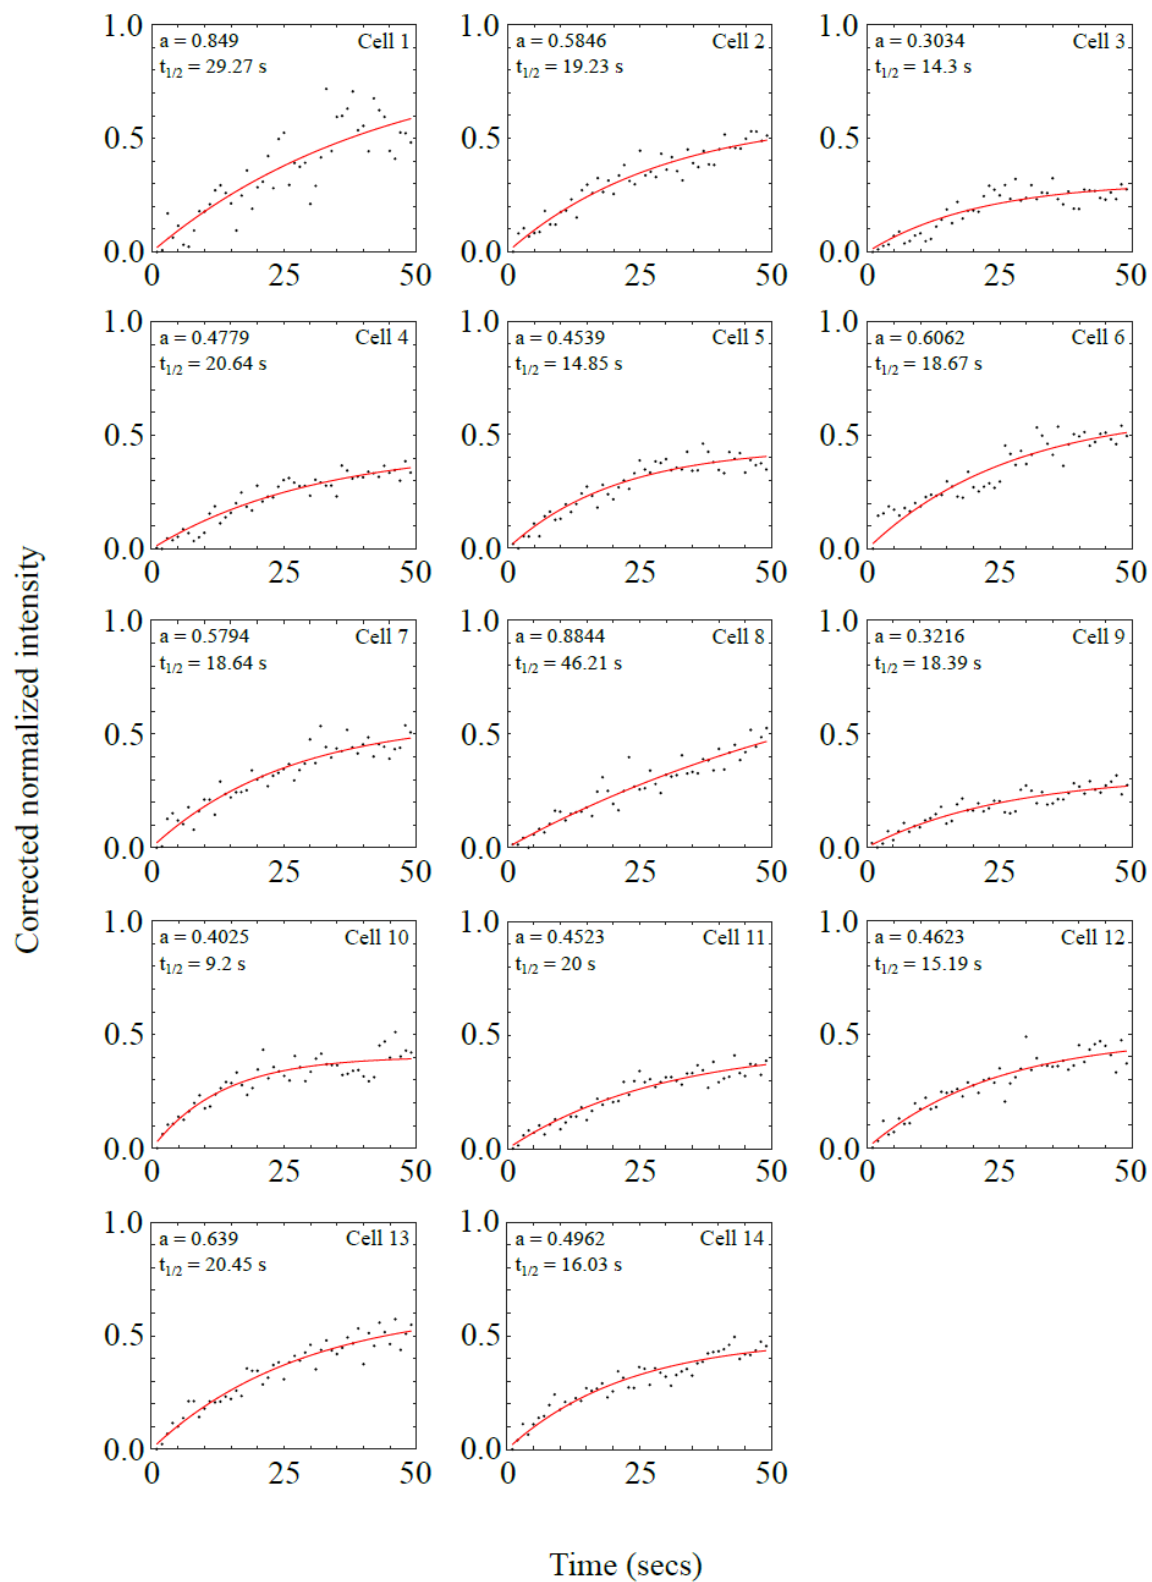 Corrected normalized intensity
1.0
a = 0.849 Cell 1
t1/2 = 29.27 s
0.5
0.0
0 25 50
1.0
a = 0.5846 Cell 2
t1/2 = 19.23 s
0.5
0.0
0 25 50
1.0
a = 0.3034 Cell 3
t1/2 = 14.3 s
0.5
0.0
0 25 50
1.0
a = 0.4779 Cell 4
t1/2 = 20.64 s
0.5
0.0
0 25 50
1.0
a = 0.4539 Cell 5
t1/2 = 14.85 s
0.5
0.0
0 25 50
1.0
a = 0.6062 Cell 6
t1/2 = 18.67 s
0.5
0.0
0 25 50
1.0
a = 0.5794 Cell 7
t1/2 = 18.64 s
0.5
0.0
0 25 50
1.0
a = 0.8844 Cell 8
t1/2 = 46.21 s
0.5
0.0
0 25 50
1.0
a = 0.3216 Cell 9
t1/2 = 18.39 s
0.5
0.0
0 25 50
1.0
a = 0.4025 Cell 10
t1/2 = 9.2 s
0.5
0.0
0 25 50
1.0
a = 0.4523 Cell 11
t1/2 = 20 s
0.5
0.0
0 25 50
1.0
a = 0.4623 Cell 12
t1/2 = 15.19 s
0.5
0.0
0 25 50
1.0
a = 0.639 Cell 13
t1/2 = 20.45 s
0.5
0.0
0 25 50
1.0
a = 0.4962 Cell 14
t1/2 = 16.03 s
0.5
0.0
0 25 50
Time (secs)